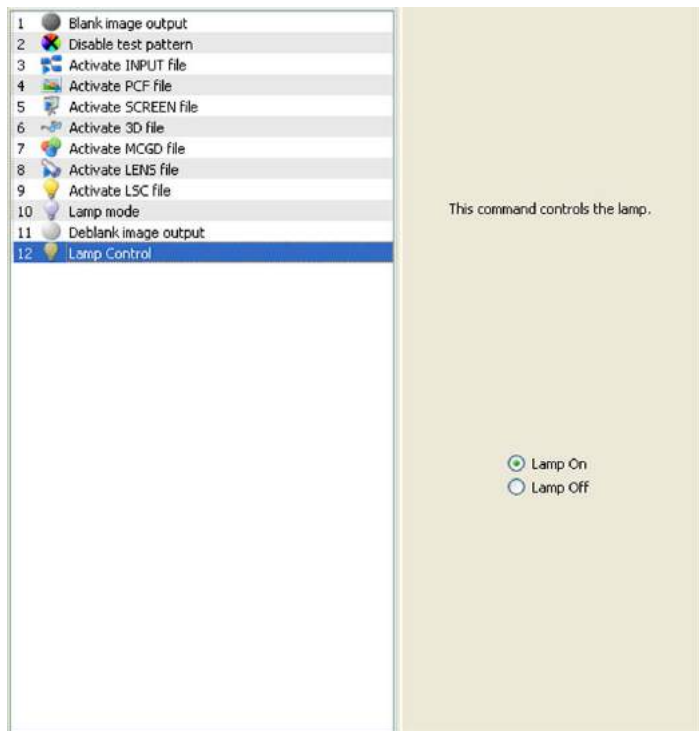 1 Blank image output
2 Disable test pattern
3 Activate INPUT file
4 Activate PCF file
5 Activate SCREEN file
6 Activate 3D file
7 Activate MCGD file
8 Activate LENS file
9 Activate LSC file
10 Lamp mode
11 Deblank image output
12 Lamp Control
This command controls the lamp.
Lamp On
Lamp Off